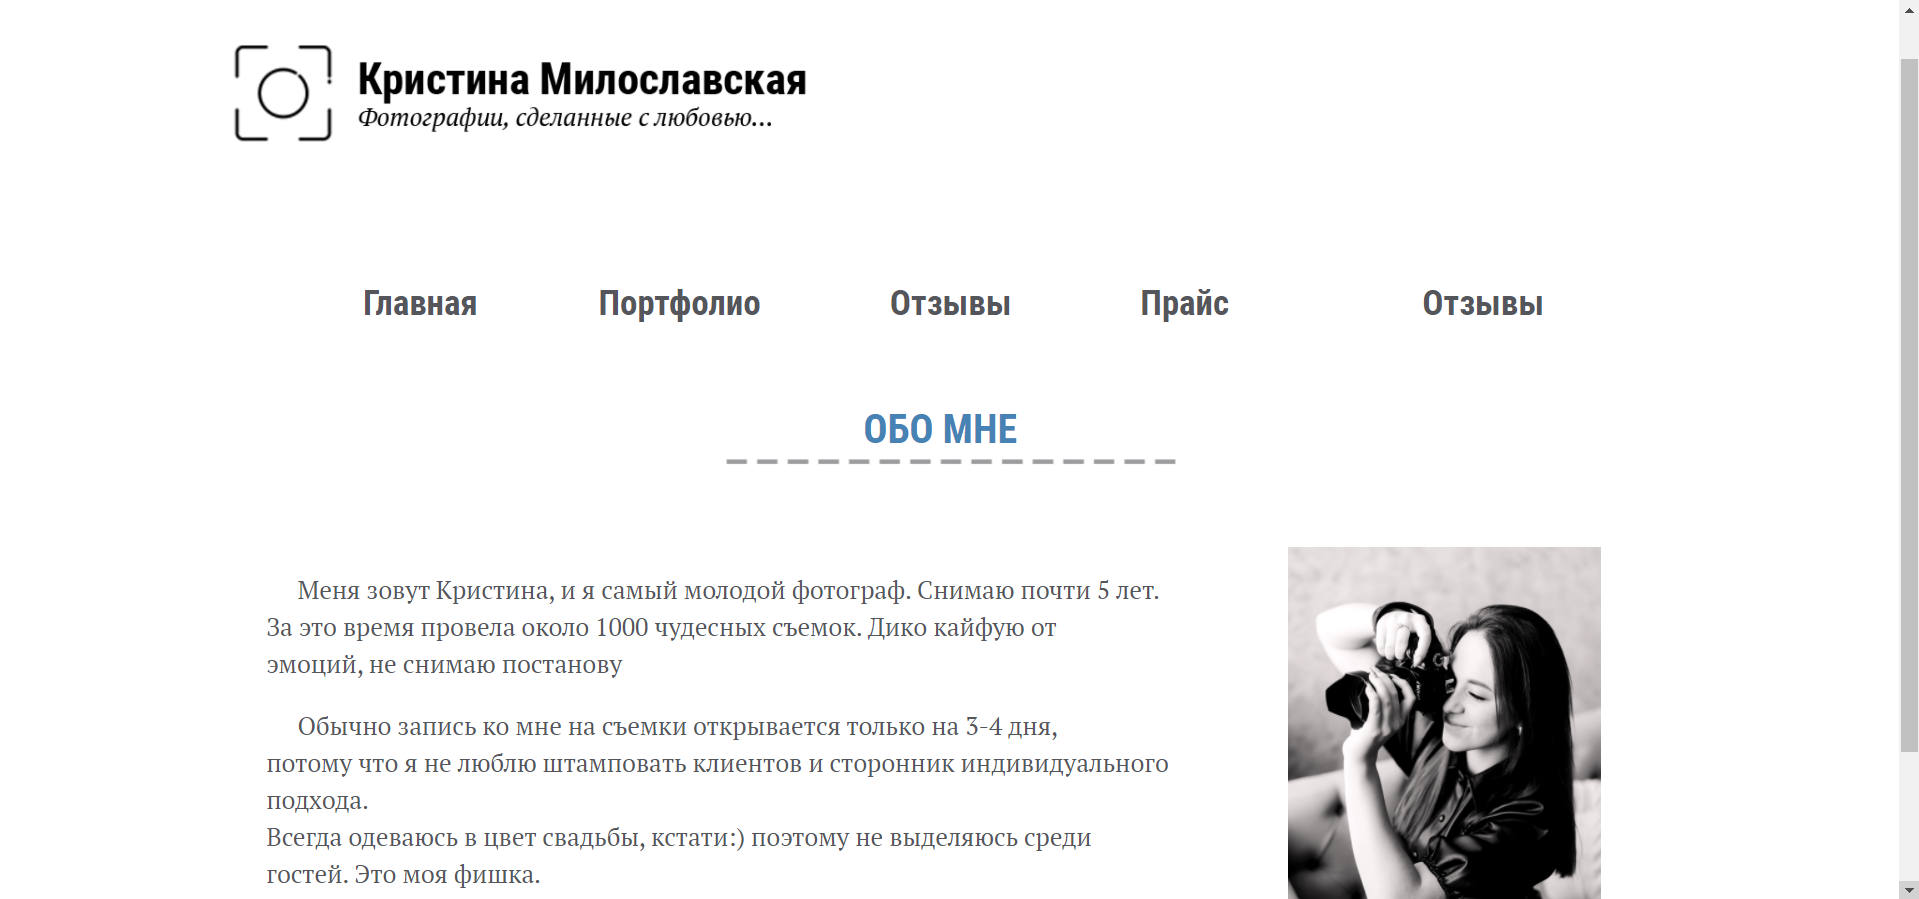 Кристина Милославская
Фотографии, сделанные с любовью...
Главная Портфолио Отзывы Прайс Отзывы
ОБО МНЕ
Меня зовут Кристина, и я самый молодой фотограф. Снимаю почти 5 лет.
За это время провела около 1000 чудесных съемок. Дико кайфую от
эмоций, не снимаю постанову
Обычно запись ко мне на съемки открывается только на 3-4 дня,
потому что я не люблю штамповать клиентов и сторонник индивидуального
подхода.
Всегда одеваюсь в цвет свадьбы, кстати:) поэтому не выделяюсь среди
гостей. Это моя фишка.